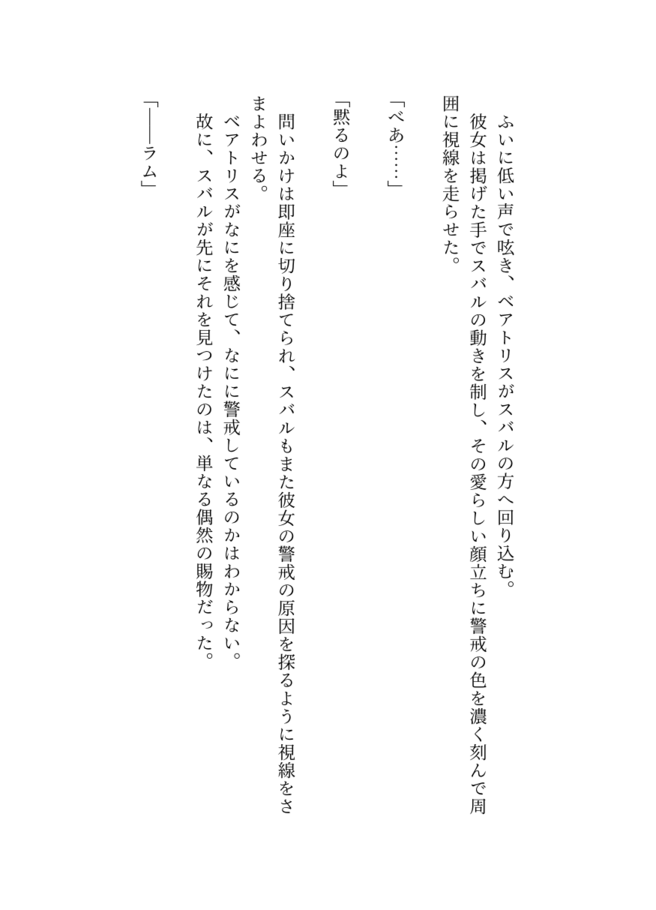 ふいに低い声で呟き、ベアトリスがスバルの方へ回り込む。
彼女は掲げた手でスバルの動きを制し、その愛らしい顔立ちに警戒の色を濃く刻んで周
囲に視線を走らせた。
「べあ……」
「黙るのよ」
問いかけは即座に切り捨てられ、スバルもまた彼女の警戒の原因を探るように視線をさ
まよわせる。
ベアトリスがなにを感じて、なにに警戒しているのかはわからない。
故に、スバルが先にそれを見つけたのは、単なる偶然の賜物だった。
「――ラム」